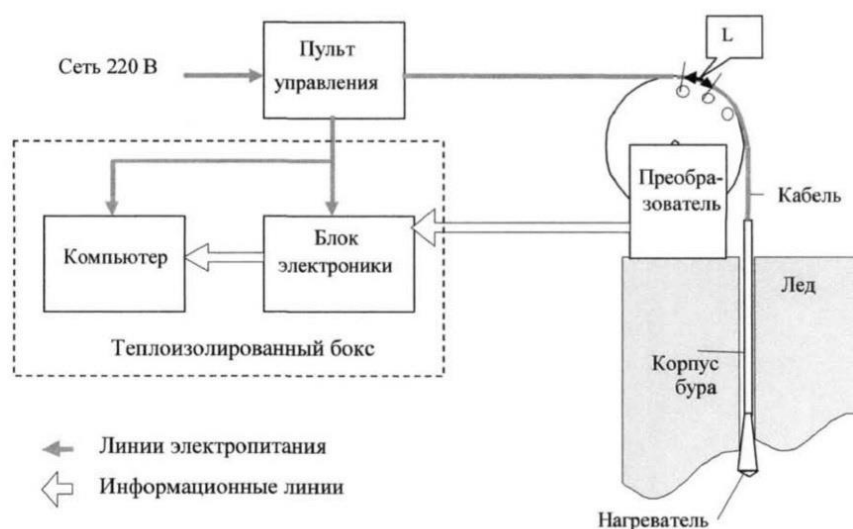 L
Пульт
управления
Сеть 220 В
Преобра-
зователь
Кабель
Компьютер
Блок
электроники
Лед
Теплоизолированный бокс
Корпус
бура
Линии электропитания
Информационные линии
Нагреватель